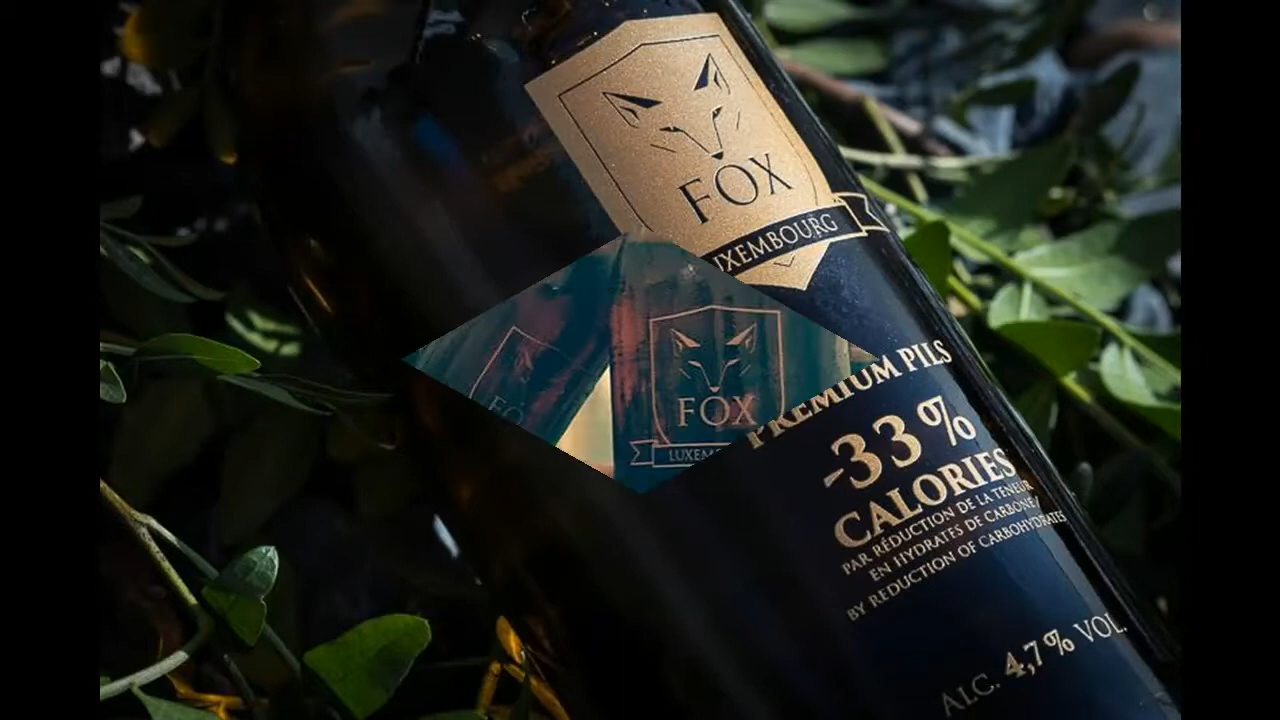 FOX
LUXEMBOURG
FOX
LUXEM
PREMIUM PILS
-33%
CALORIES
PAR RÉDUCTION DE LA TENEUR
EN HYDRATES DE CARBONE/
BY REDUCTION OF CARBOHYDRATES
ALC. 4,7% VOL.